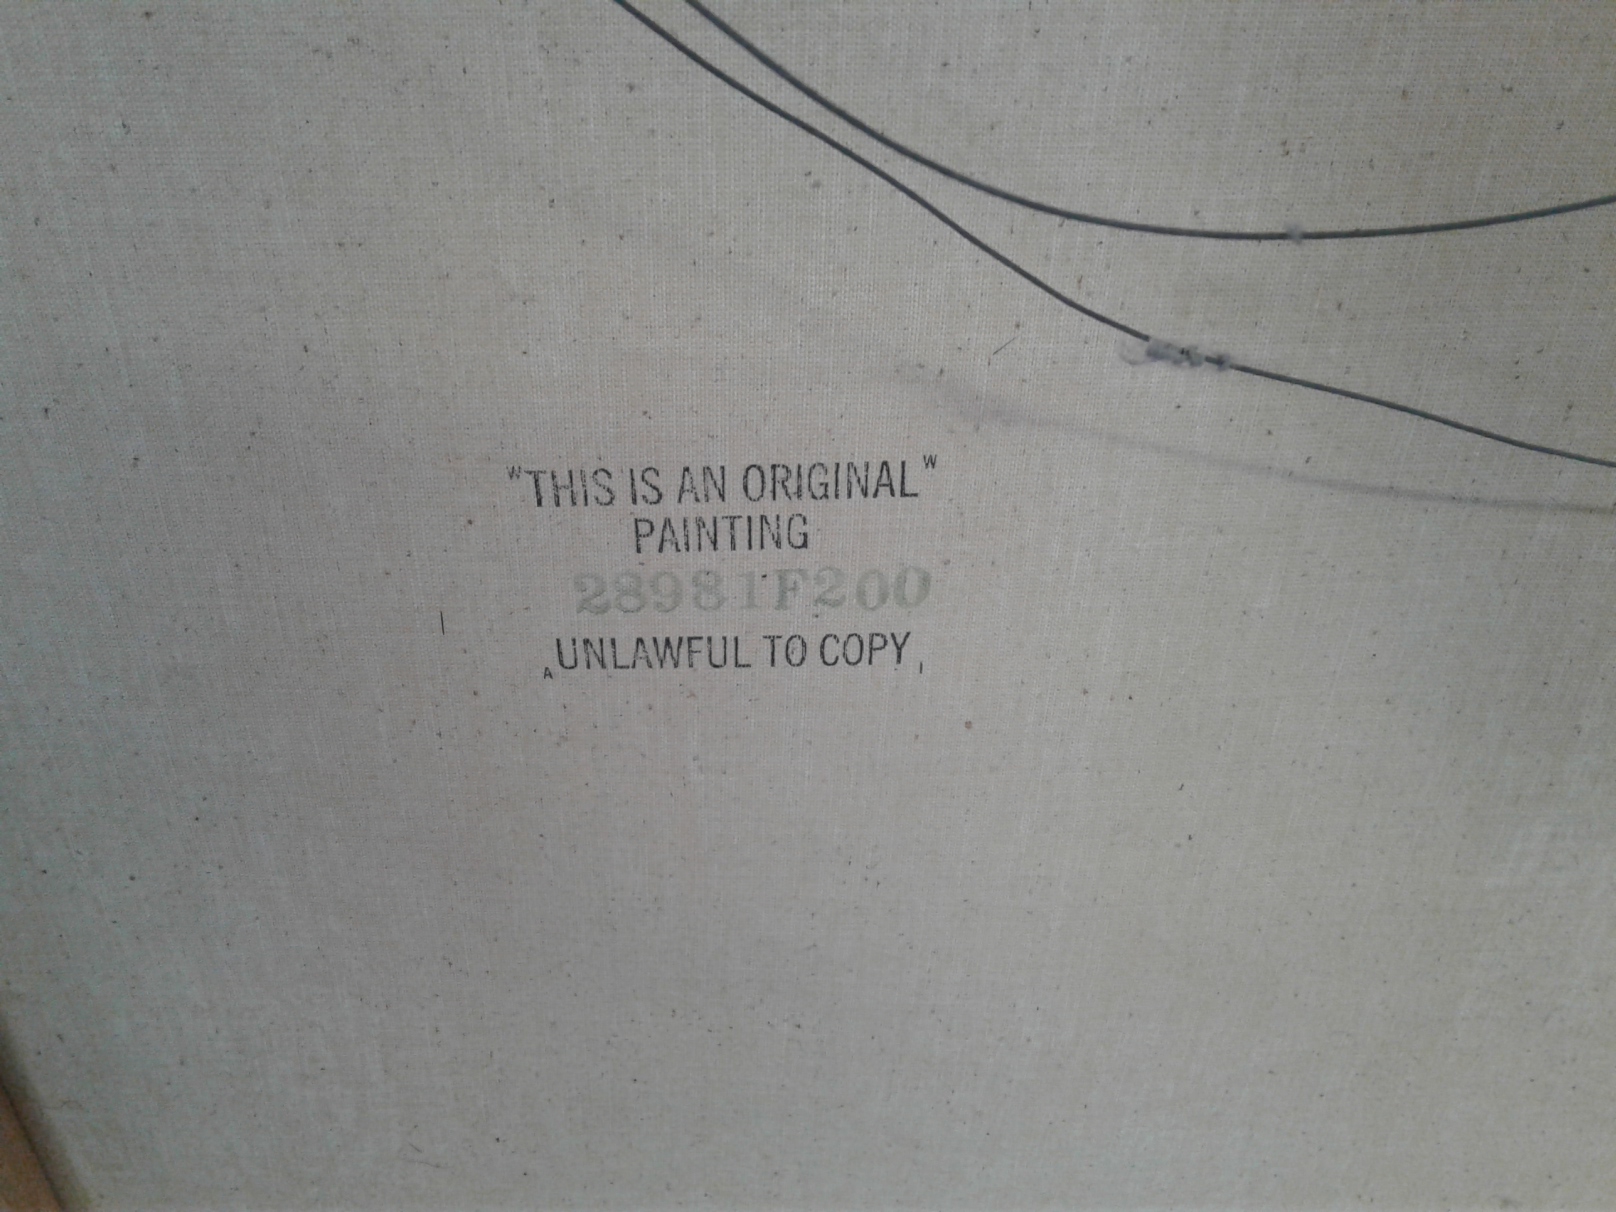 "THIS IS AN ORIGINAL"
PAINTING
28981F200
UNLAWFUL TO COPY